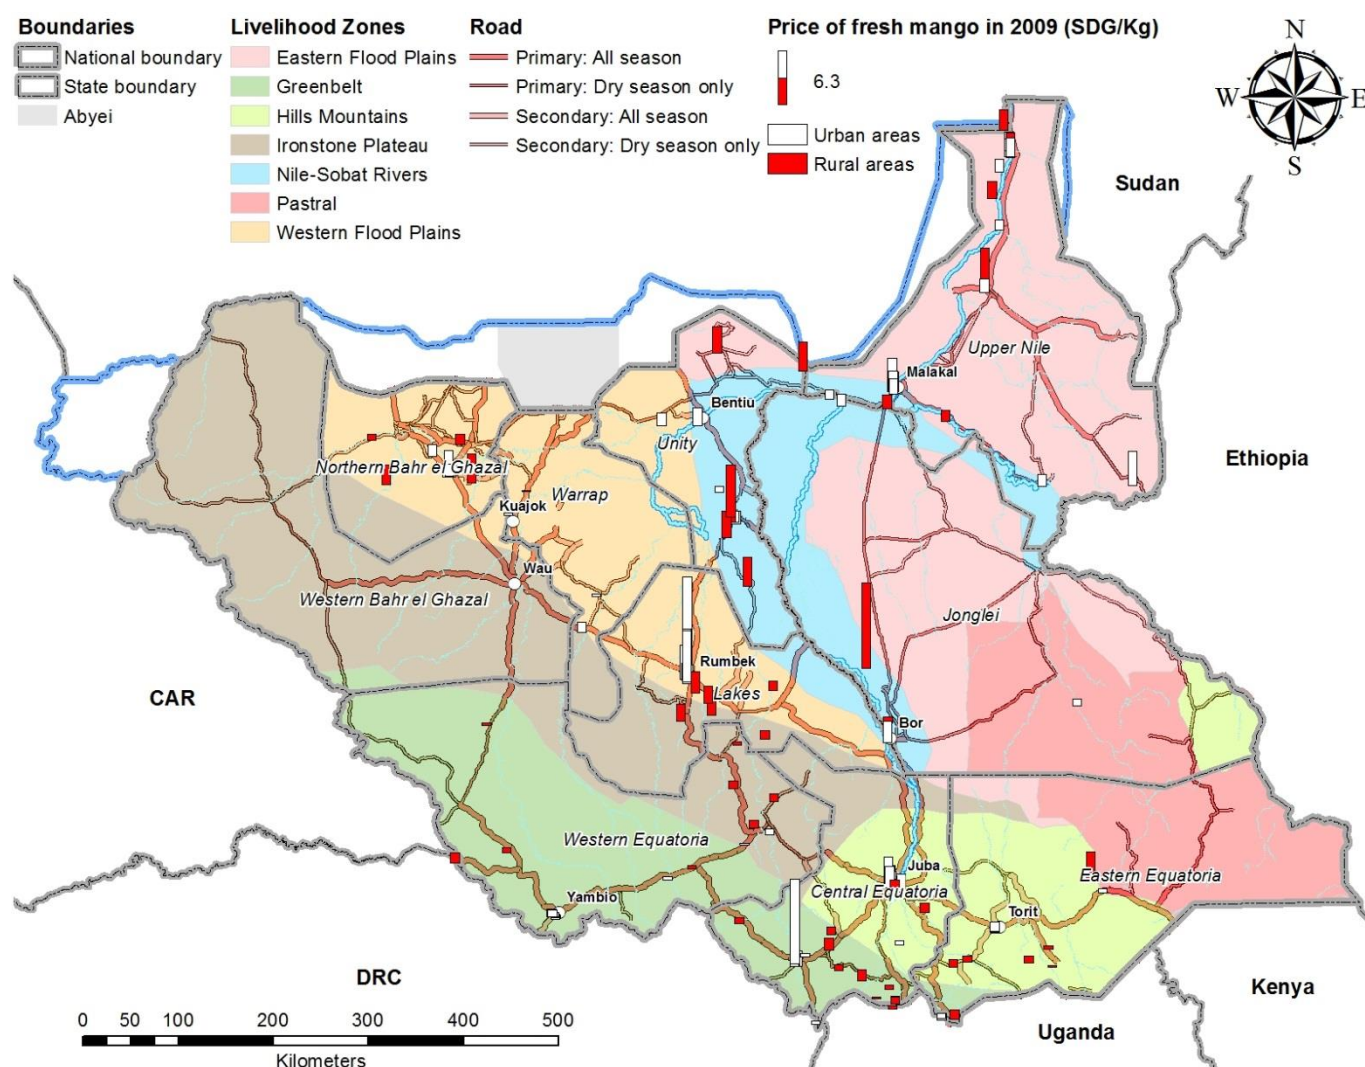 Boundaries
National boundary
State boundary
Abyei
Livelihood Zones
Eastern Flood Plains
Greenbelt
Hills Mountains
Ironstone Plateau
Nile-Sobat Rivers
Pastral
Western Flood Plains
Road
Primary: All season
Primary: Dry season only
Secondary: All season
Secondary: Dry season only
Price of fresh mango in 2009 (SDG/Kg)
6.3
Urban areas
Rural areas
N
W E
S
Sudan
Upper Nile
Malakal
Bentiu
Unity
Ethiopia
Northern Bahr el Ghazal
Warrap
Kuajok
Wau
Western Bahr el Ghazal
Jonglei
Rumbek
Lakes
CAR
Bor
Western Equatoria
Juba
Central Equatoria
Eastern Equatoria
Yambio
Torit
DRC
Kenya
Uganda
0 50 100 200 300 400 500
Kilometers